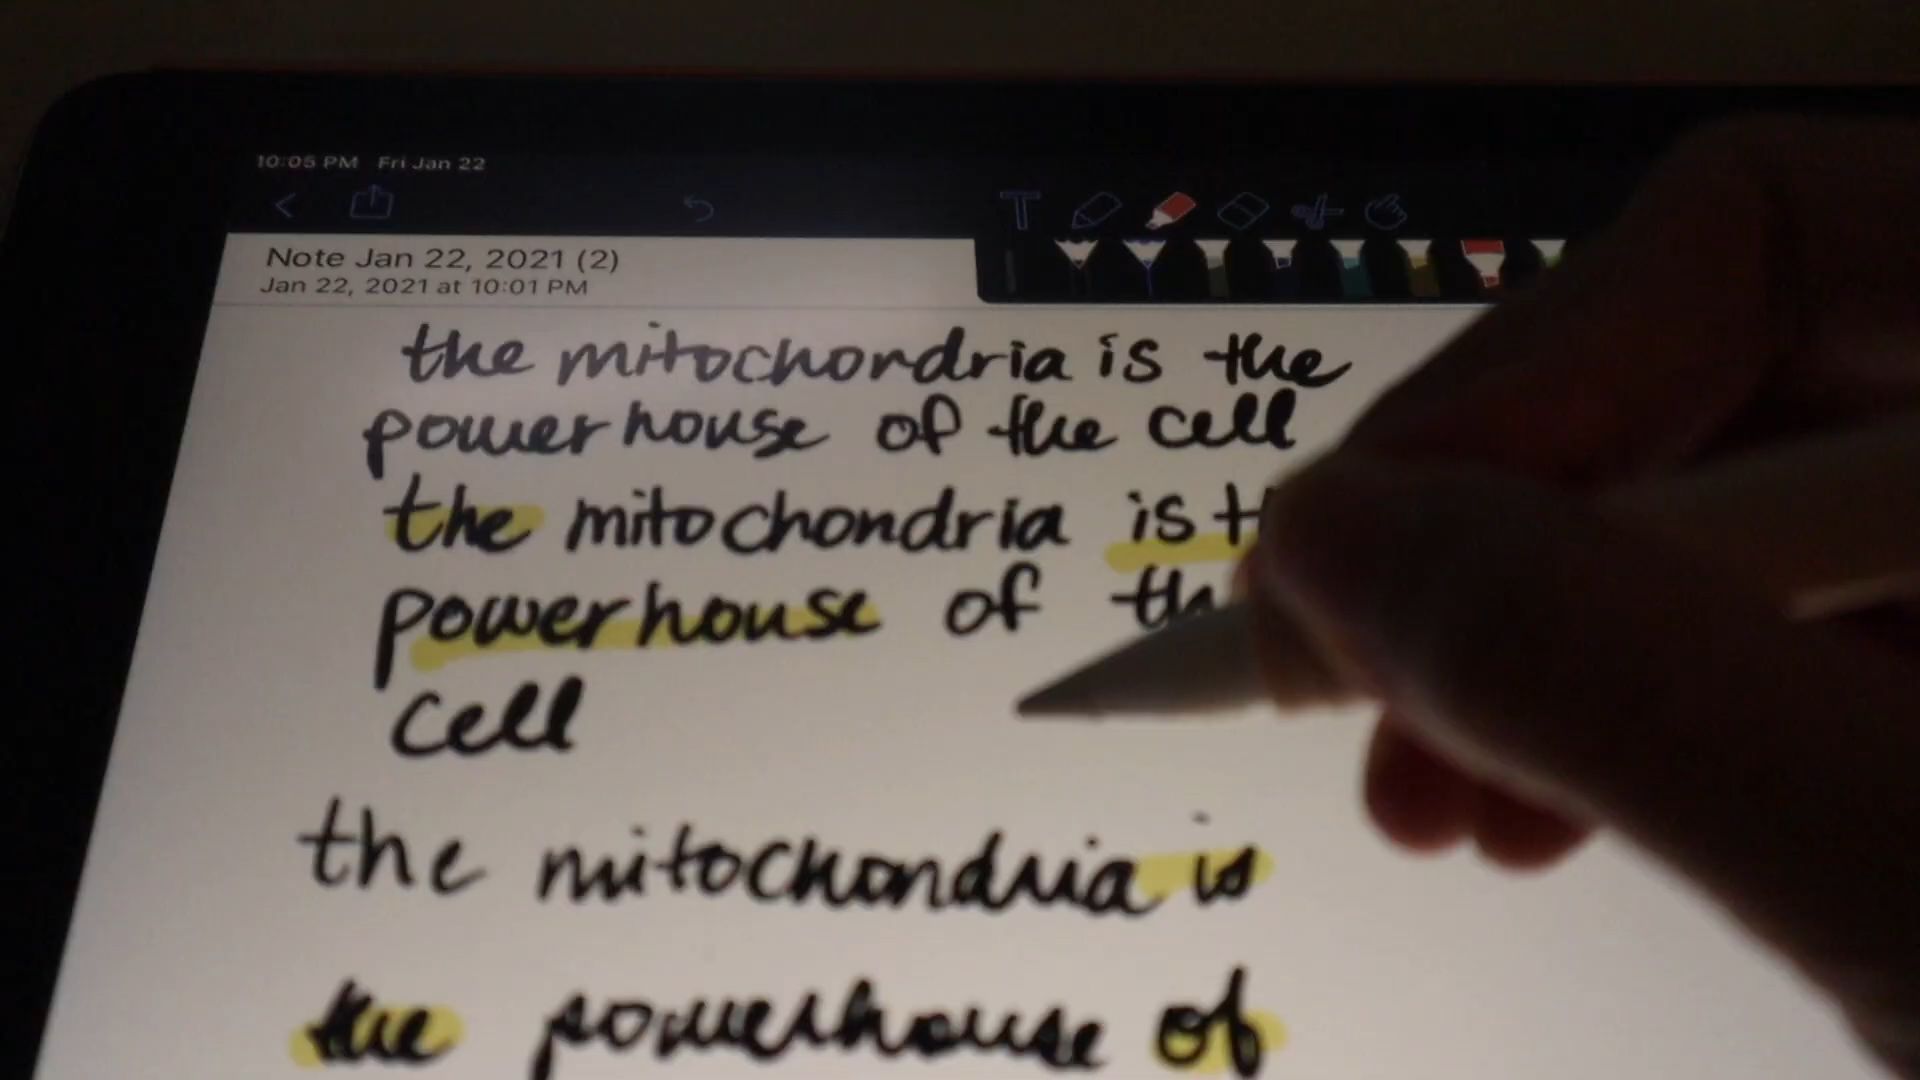 10:05 PM Fri Jan 22
T
Note Jan 22, 2021 (2)
Jan 22, 2021 at 10:01 PM
the mitochondria is the
powerhouse of the cell
the mitochondria is
powerhouse of
cell
the mitochondria is
the powerhouse of